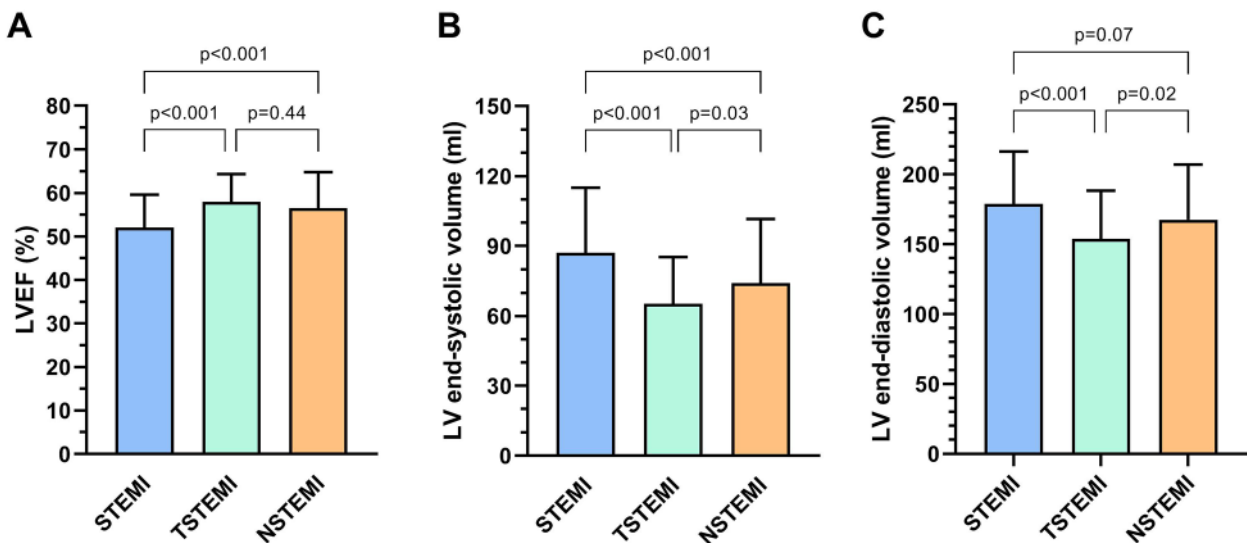 A
p<0.001
p<0.001
p=0.44
LVEF (%)
80
70
60
50
40
30
20
10
0
STEMI
TSTEMI
NSTEMI
B
p<0.001
p<0.001
p=0.03
LV end-systolic volume (ml)
150
120
90
60
30
0
STEMI
TSTEMI
NSTEMI
C
p=0.07
p<0.001
p=0.02
LV end-diastolic volume (ml)
250
200
150
100
50
0
STEMI
TSTEMI
NSTEMI